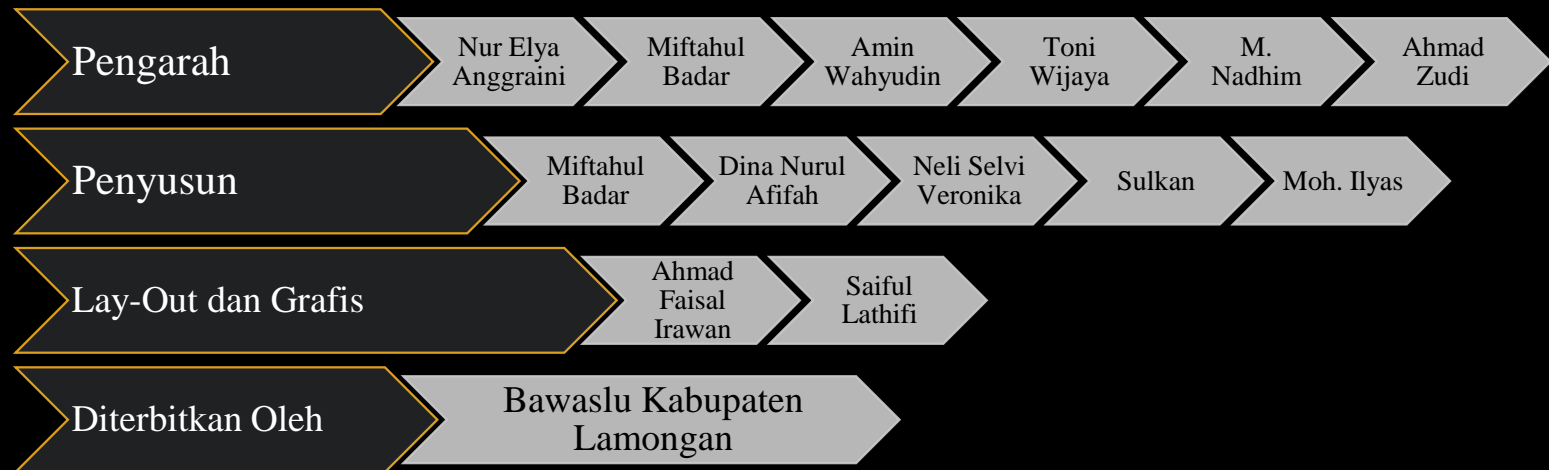 Pengarah
Nur Elya
Anggraini
Miftahul
Badar
Amin
Wahyudin
Toni
Wijaya
M.
Nadhim
Ahmad
Zudi
Penyusun
Miftahul
Badar
Dina Nurul
Afifah
Neli Selvi
Veronika
Sulkan
Moh. Ilyas
Lay-Out dan Grafis
Ahmad
Faisal
Irawan
Saiful
Lathifi
Diterbitkan Oleh
Bawaslu Kabupaten
Lamongan